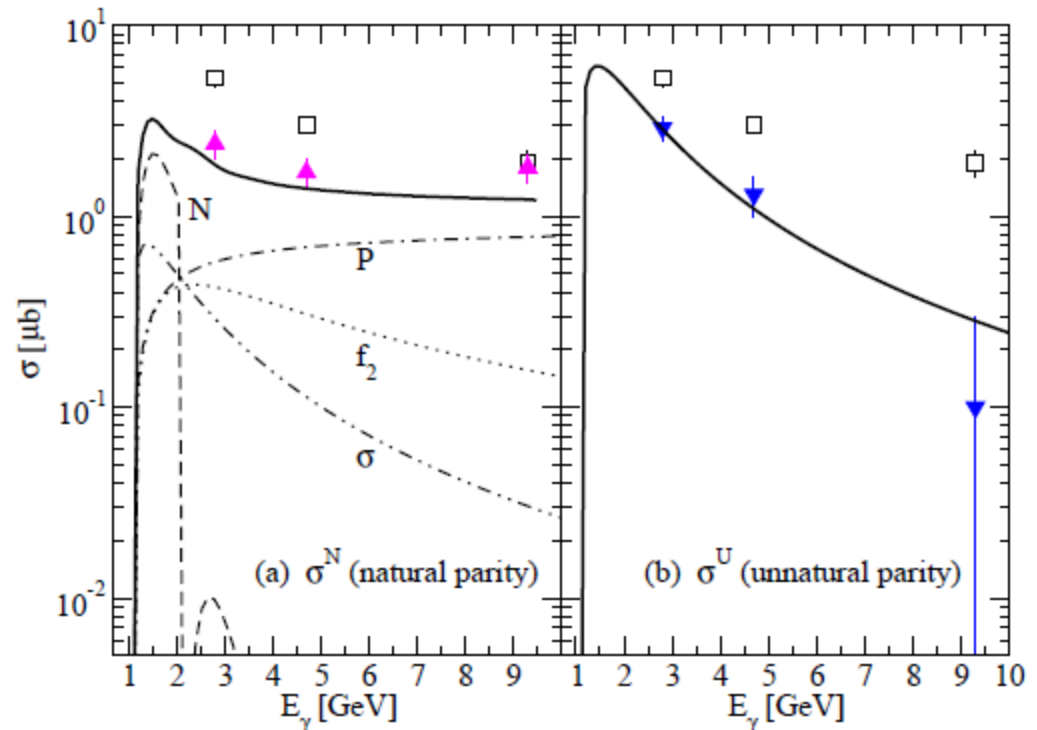 10^1
10^0
10^-1
10^-2
σ [μb]
N
P
f_2
σ
(a) σ^N (natural parity)
(b) σ^U (unnatural parity)
1 2 3 4 5 6 7 8 9
1 2 3 4 5 6 7 8 9 10
E_γ [GeV]
E_γ [GeV]